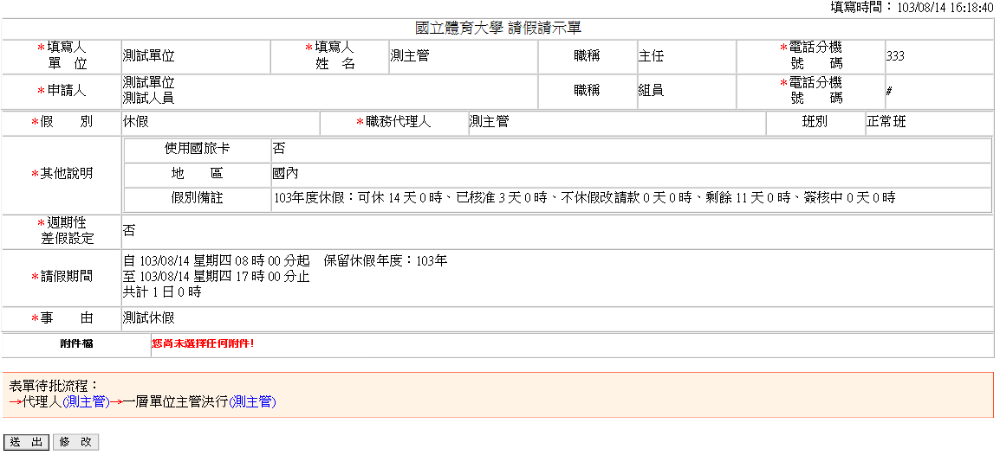 填寫時間：103/08/14 16:18:40
國立體育大學 請假請示單
*填寫人
單　位
測試單位
*填寫人
姓　名
測主管
職稱
主任
*電話分機
號　　碼
333
*申請人
測試單位
測試人員
職稱
組員
*電話分機
號　　碼
#
*假　　別
休假
*職務代理人
測主管
班別
正常班
*其他說明
使用國旅卡
否
地　　區
國內
假別備註
103年度休假：可休 14 天 0 時、已核准 3 天 0 時、不休假改請款 0 天 0 時、剩餘 11 天 0 時、簽核中 0 天 0 時
*週期性
差假設定
否
*請假期間
自 103/08/14 星期四 08 時 00 分起　保留休假年度：103年
至 103/08/14 星期四 17 時 00 分止
共計 1 日 0 時
*事　　由
測試休假
附件檔
您尚未選擇任何附件!
表單待批流程：
→代理人(測主管)→一層單位主管決行(測主管)
送　出
修　改